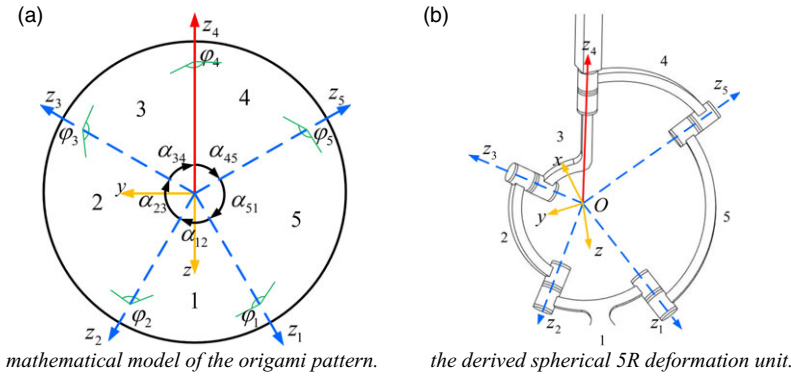 (a)
z4
φ4
z3
3
4
z5
φ3
φ5
α34
α45
y
2
α23
α51
5
α12
z
1
φ2
φ1
z2
z1
mathematical model of the origami pattern.
(b)
z4
4
z5
3
z3
x
y
O
2
5
z
z2
1
z1
the derived spherical 5R deformation unit.